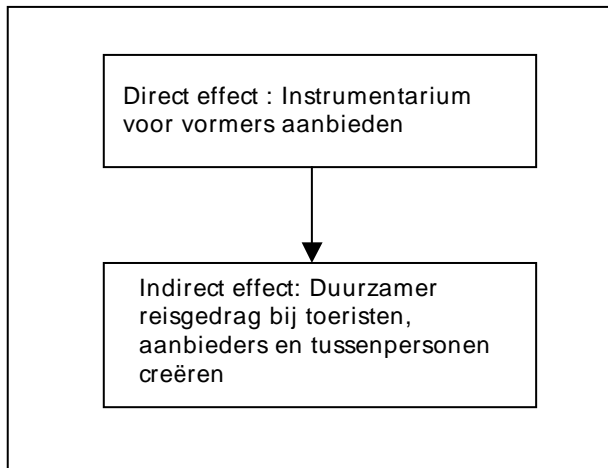 Direct effect : Instrumentarium
voor vormers aanbieden
Indirect effect: Duurzamer
reisgedrag bij toeristen,
aanbieders en tussenpersonen
creëren